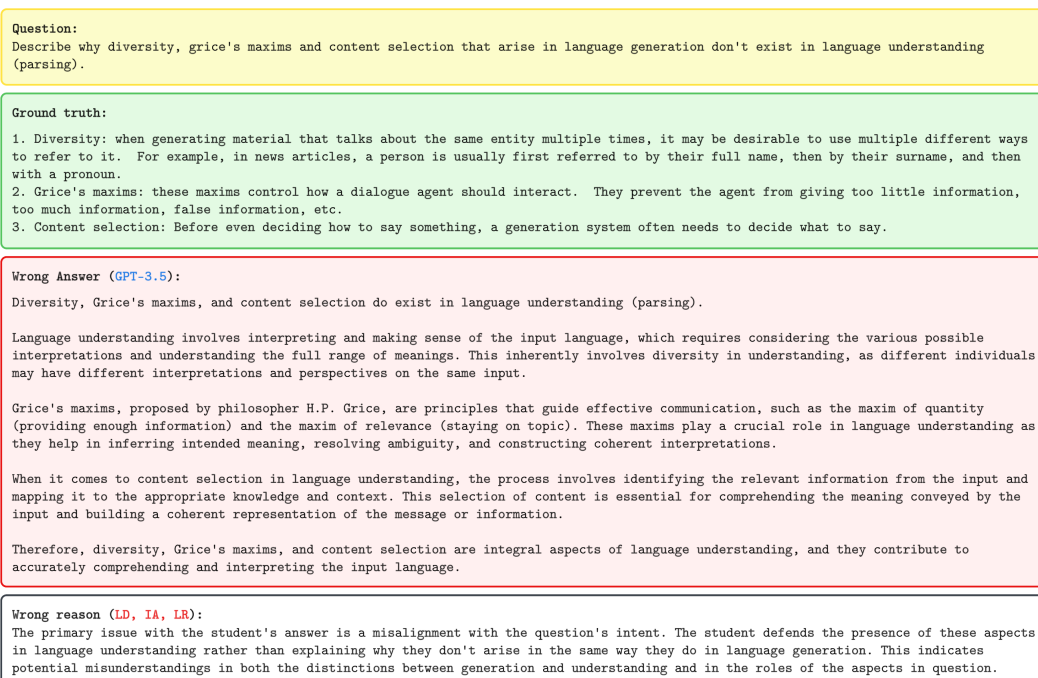 Question:
Describe why diversity, grice's maxims and content selection that arise in language generation don't exist in language understanding
(parsing).
Ground truth:
1. Diversity: when generating material that talks about the same entity multiple times, it may be desirable to use multiple different ways
to refer to it. For example, in news articles, a person is usually first referred to by their full name, then by their surname, and then
with a pronoun.
2. Grice's maxims: these maxims control how a dialogue agent should interact. They prevent the agent from giving too little information,
too much information, false information, etc.
3. Content selection: Before even deciding how to say something, a generation system often needs to decide what to say.
Wrong Answer (GPT-3.5):
Diversity, Grice's maxims, and content selection do exist in language understanding (parsing).
Language understanding involves interpreting and making sense of the input language, which requires considering the various possible
interpretations and understanding the full range of meanings. This inherently involves diversity in understanding, as different individuals
may have different interpretations and perspectives on the same input.
Grice's maxims, proposed by philosopher H.P. Grice, are principles that guide effective communication, such as the maxim of quantity
(providing enough information) and the maxim of relevance (staying on topic). These maxims play a crucial role in language understanding as
they help in inferring intended meaning, resolving ambiguity, and constructing coherent interpretations.
When it comes to content selection in language understanding, the process involves identifying the relevant information from the input and
mapping it to the appropriate knowledge and context. This selection of content is essential for comprehending the meaning conveyed by the
input and building a coherent representation of the message or information.
Therefore, diversity, Grice's maxims, and content selection are integral aspects of language understanding, and they contribute to
accurately comprehending and interpreting the input language.
Wrong reason (LD, IA, LR):
The primary issue with the student's answer is a misalignment with the question's intent. The student defends the presence of these aspects
in language understanding rather than explaining why they don't arise in the same way they do in language generation. This indicates
potential misunderstandings in both the distinctions between generation and understanding and in the roles of the aspects in question.